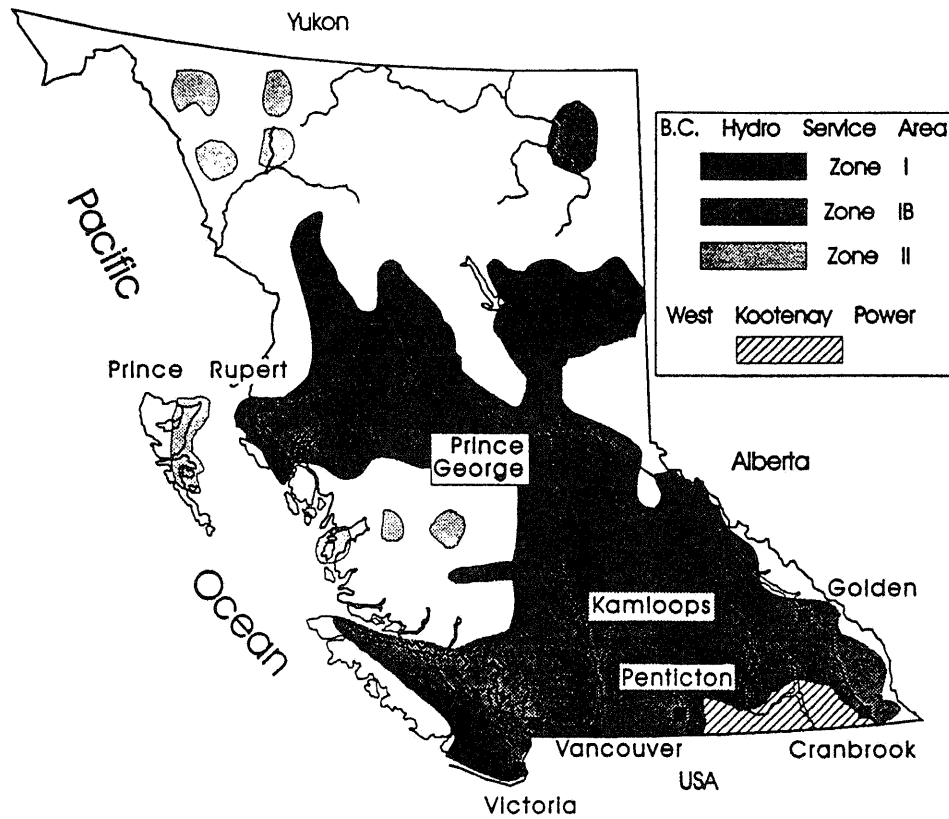 Yukon
B.C. Hydro Service Area
Zone I
Zone IB
Zone II
West Kootenay Power
Pacific
Prince Rupert
Prince
George
Alberta
Ocean
Kamloops
Golden
Penticton
Vancouver
Cranbrook
USA
Victoria